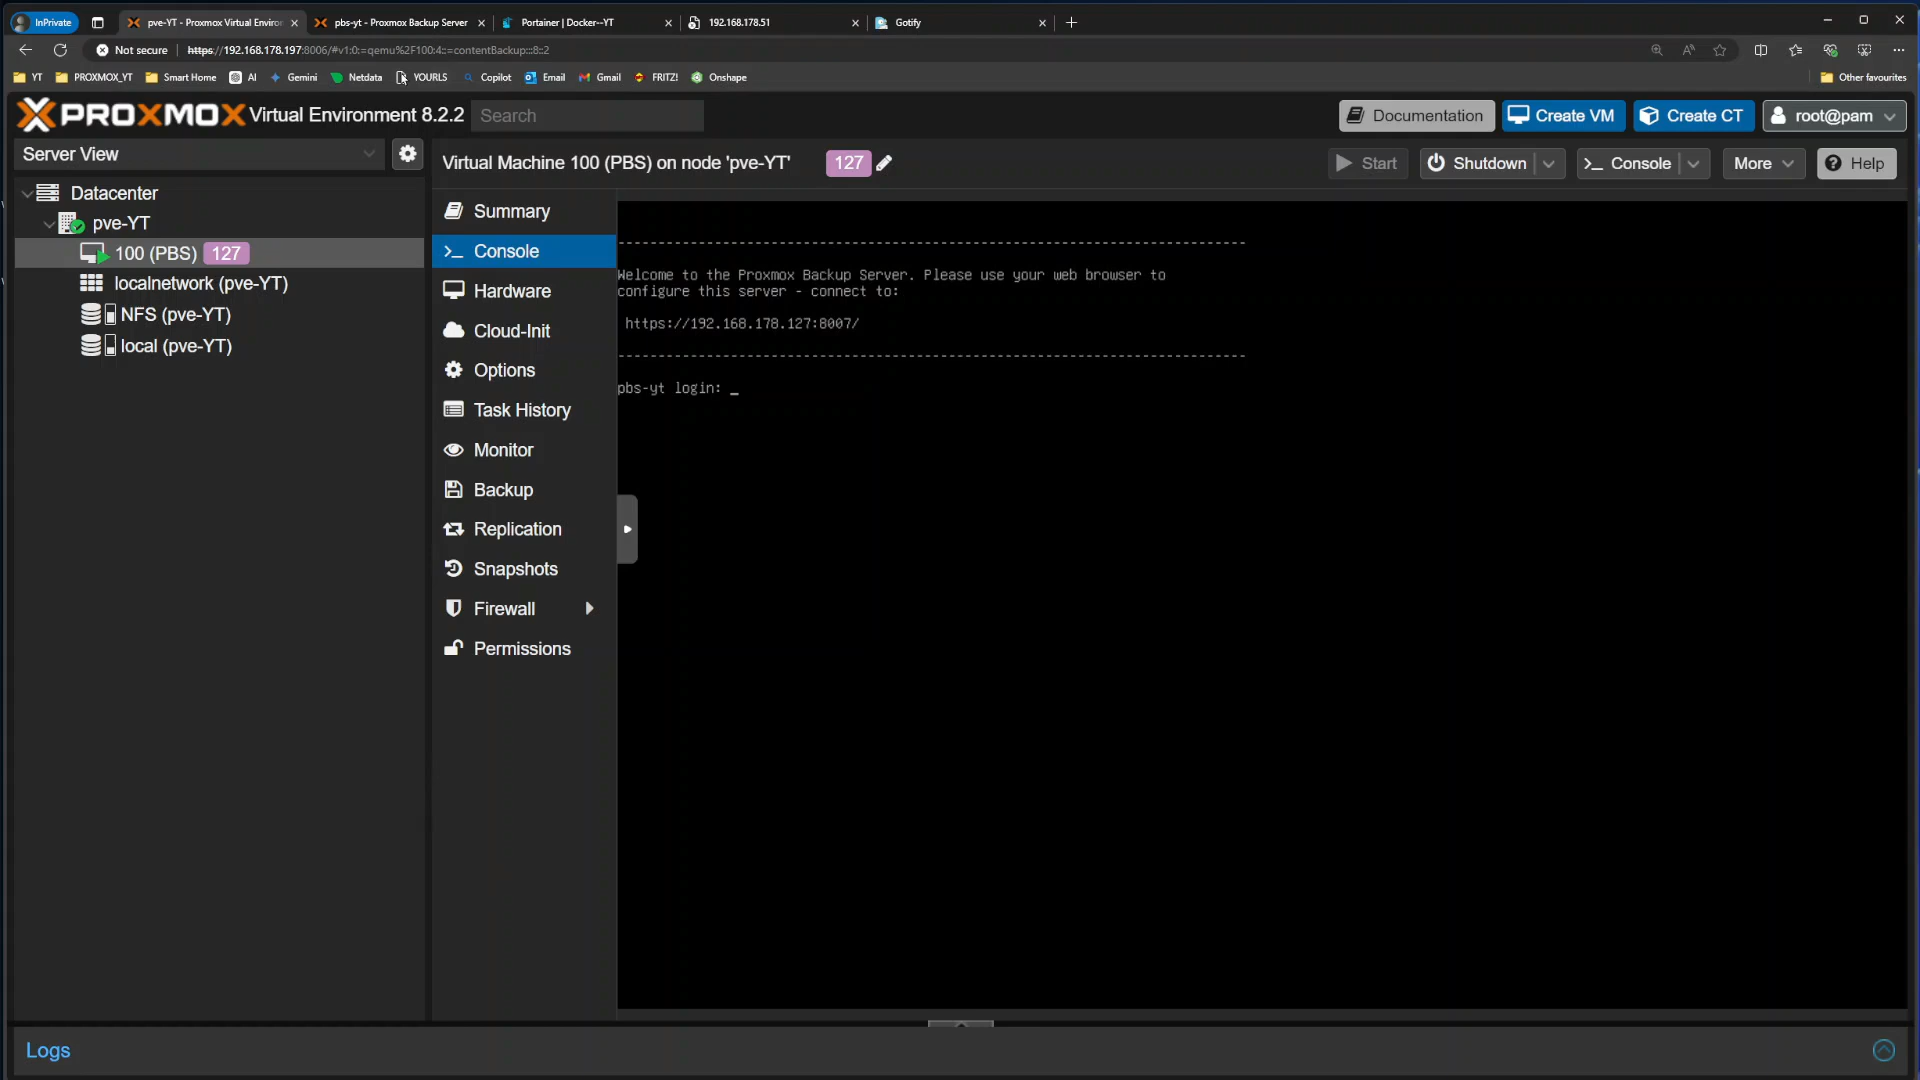 InPrivate
pve-YT - Proxmox Virtual Enviror
pbs-yt - Proxmox Backup Server
Portainer | Docker--YT
192.168.178.51
Gotify
Not secure
https://192.168.178.197:8006/#v1:0:=qemu%2F100:4::=contentBackup:::8::2
YT
PROXMOX_YT
Smart Home
AI
Gemini
Netdata
YOURLS
Copilot
Email
Gmail
FRITZ!
Onshape
Other favourites
PROXMOX Virtual Environment 8.2.2
Search
Documentation
Create VM
Create CT
root@pam
Server View
Virtual Machine 100 (PBS) on node 'pve-YT'
127
Start
Shutdown
Console
More
Help
Datacenter
pve-YT
100 (PBS) 127
localnetwork (pve-YT)
NFS (pve-YT)
local (pve-YT)
Summary
Console
Hardware
Cloud-Init
Options
Task History
Monitor
Backup
Replication
Snapshots
Firewall
Permissions
------------------------------------------------------------------------------
Welcome to the Proxmox Backup Server. Please use your web browser to
configure this server - connect to:
https://192.168.178.127:8007/
------------------------------------------------------------------------------
pbs-yt login: _
Logs